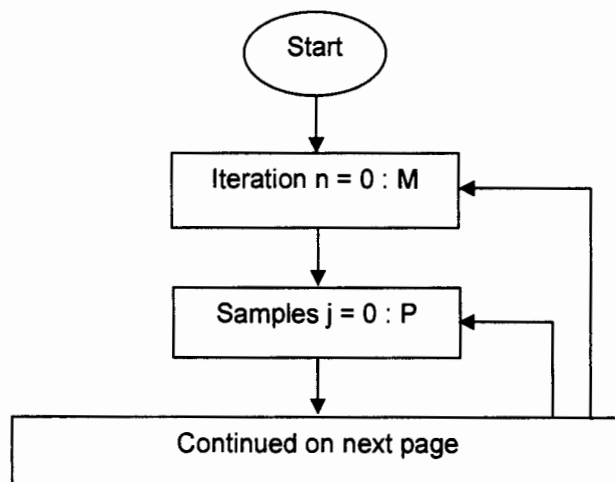 Start
Iteration n = 0 : M
Samples j = 0 : P
Continued on next page